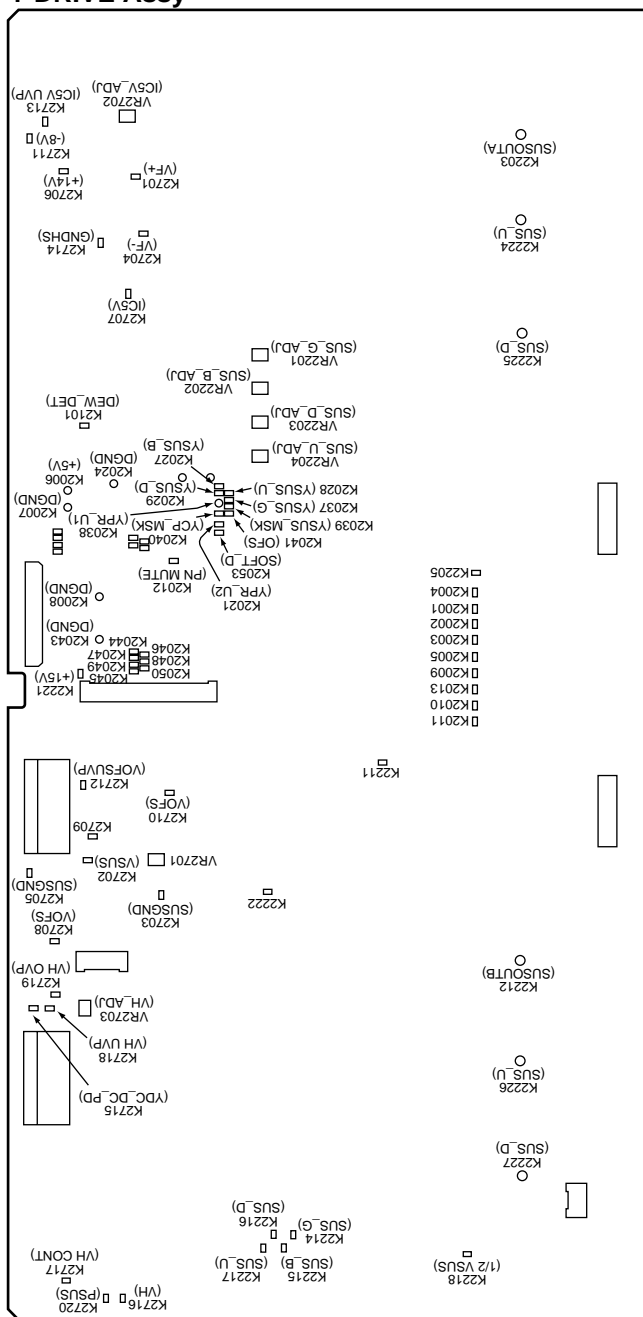 DRIVE Assy
K2713
(IC5V UVP)
VR2702
(IC5V_ADJ)
K2711
(-8V)
K2203
(SUSOUTA)
K2706
(+14V)
K2701
(VF+)
K2714
(GNDHS)
K2704
(VF-)
K2224
(SUS_U)
K2707
(IC5V)
K2225
(SUS_D)
VR2201
(SUS_G_ADJ)
VR2202
(SUS_B_ADJ)
VR2203
(SUS_D_ADJ)
VR2204
(SUS_U_ADJ)
K2101
(DEW_DET)
K2027
(YSUS_B)
K2006
(+5V)
K2024
(DGND)
K2029
(YSUS_D)
K2028 (YSUS_U)
K2007
(DGND)
K2038
(YPR_U1)
K2040
(YCP_MSK)
K2037 (YSUS_G)
K2039 (YSUS_MSK)
K2041 (OFS)
K2053
(SOFT_D)
K2012
(PN MUTE)
K2021
(YPR_U2)
K2008
(DGND)
K2043
(DGND)
K2044
K2047
K2049
K2045
K2046
K2048
K2050
K2221
(+15V)
K2205
K2004
K2001
K2002
K2003
K2005
K2009
K2013
K2010
K2011
K2211
K2712
(VOFSUVP)
K2710
(VOFS)
K2709
K2702
(VSUS)
VR2701
K2705
(SUSGND)
K2703
(SUSGND)
K2222
K2708
(VOFS)
K2719
(VH OVP)
VR2703
(VH_ADJ)
K2718
(VH UVP)
K2715
(YDC_DC_PD)
K2212
(SUSOUTB)
K2226
(SUS_U)
K2227
(SUS_D)
K2216
(SUS_D)
K2214
(SUS_G)
K2217
(SUS_U)
K2215
(SUS_B)
K2218
(1/2 VSUS)
K2717
(VH CONT)
K2720
(PSUS)
K2716
(VH)